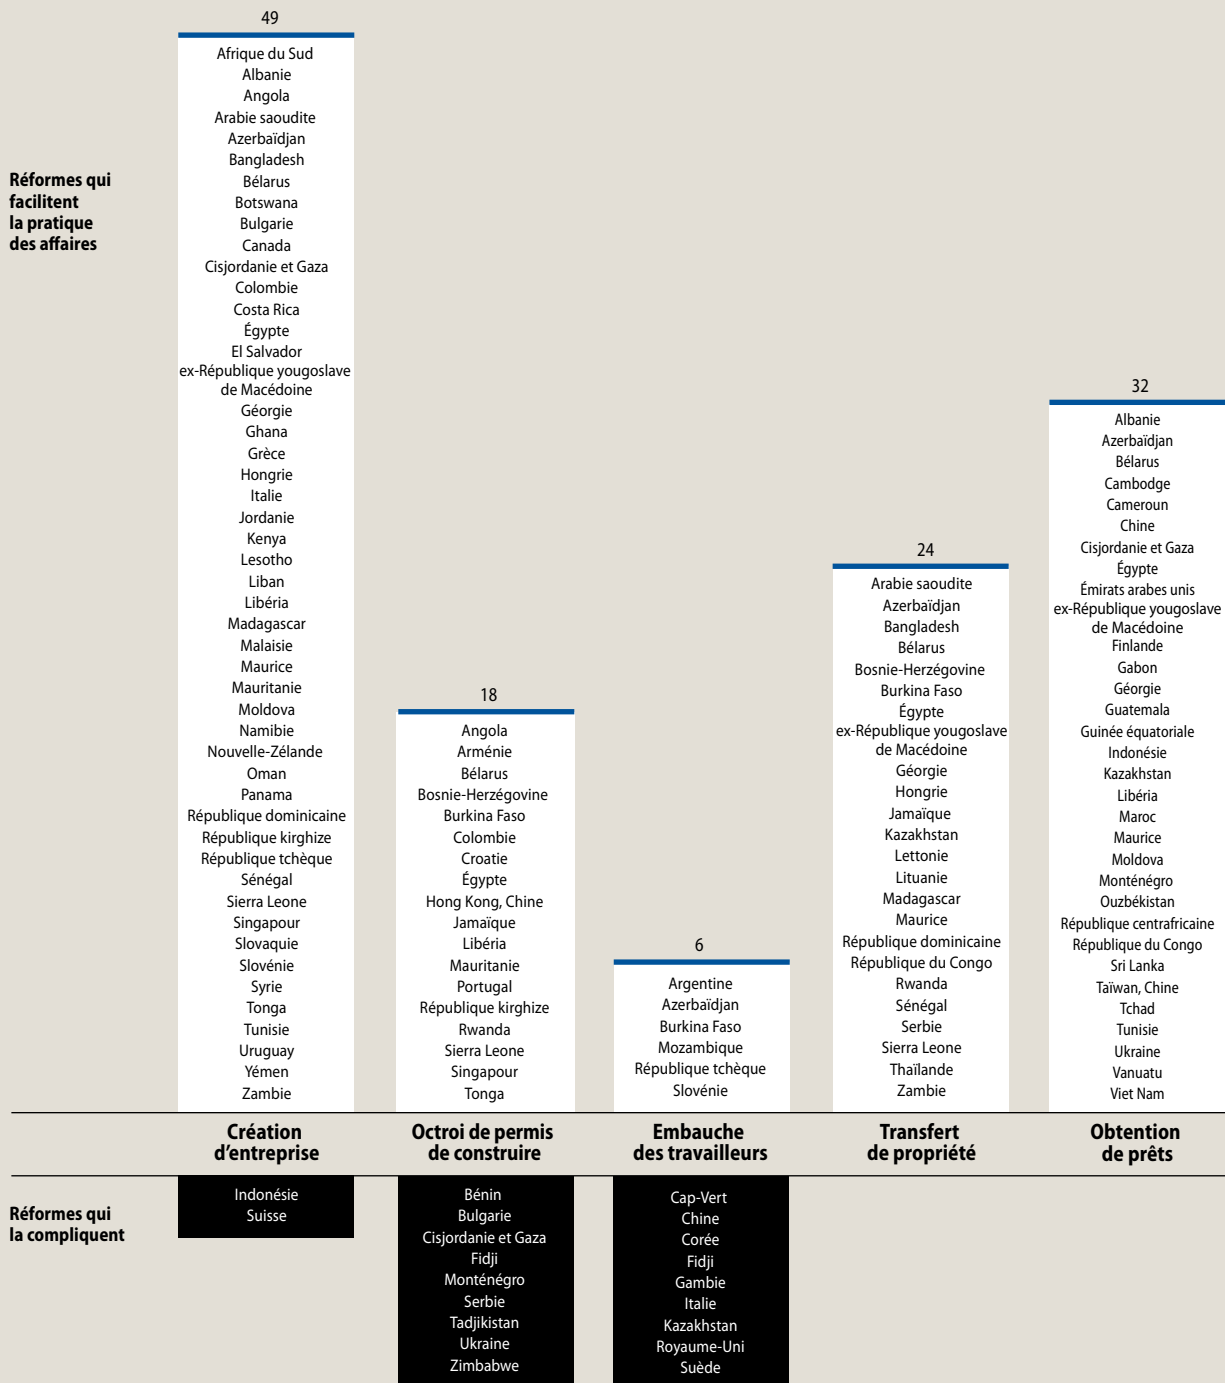 Réformes qui
facilitent
la pratique
des affaires
49
Afrique du Sud
Albanie
Angola
Arabie saoudite
Azerbaïdjan
Bangladesh
Bélarus
Botswana
Bulgarie
Canada
Cisjordanie et Gaza
Colombie
Costa Rica
Égypte
El Salvador
ex-République yougoslave
de Macédoine
Géorgie
Ghana
Grèce
Hongrie
Italie
Jordanie
Kenya
Lesotho
Liban
Libéria
Madagascar
Malaisie
Maurice
Mauritanie
Moldova
Namibie
Nouvelle-Zélande
Oman
Panama
République dominicaine
République kirghize
République tchèque
Sénégal
Sierra Leone
Singapour
Slovaquie
Slovénie
Syrie
Tonga
Tunisie
Uruguay
Yémen
Zambie
18
Angola
Arménie
Bélarus
Bosnie-Herzégovine
Burkina Faso
Colombie
Croatie
Égypte
Hong Kong, Chine
Jamaïque
Libéria
Mauritanie
Portugal
République kirghize
Rwanda
Sierra Leone
Singapour
Tonga
6
Argentine
Azerbaïdjan
Burkina Faso
Mozambique
République tchèque
Slovénie
24
Arabie saoudite
Azerbaïdjan
Bangladesh
Bélarus
Bosnie-Herzégovine
Burkina Faso
Égypte
ex-République yougoslave
de Macédoine
Géorgie
Hongrie
Jamaïque
Kazakhstan
Lettonie
Lituanie
Madagascar
Maurice
République dominicaine
République du Congo
Rwanda
Sénégal
Serbie
Sierra Leone
Thaïlande
Zambie
32
Albanie
Azerbaïdjan
Bélarus
Cambodge
Cameroun
Chine
Cisjordanie et Gaza
Égypte
Émirats arabes unis
ex-République yougoslave
de Macédoine
Finlande
Gabon
Géorgie
Guatemala
Guinée équatoriale
Indonésie
Kazakhstan
Libéria
Maroc
Maurice
Moldova
Monténégro
Ouzbékistan
République centrafricaine
République du Congo
Sri Lanka
Taïwan, Chine
Tchad
Tunisie
Ukraine
Vanuatu
Viet Nam
Création
d'entreprise
Octroi de permis
de construire
Embauche
des travailleurs
Transfert
de propriété
Obtention
de prêts
Réformes qui
la compliquent
Indonésie
Suisse
Bénin
Bulgarie
Cisjordanie et Gaza
Fidji
Monténégro
Serbie
Tadjikistan
Ukraine
Zimbabwe
Cap-Vert
Chine
Corée
Fidji
Gambie
Italie
Kazakhstan
Royaume-Uni
Suède